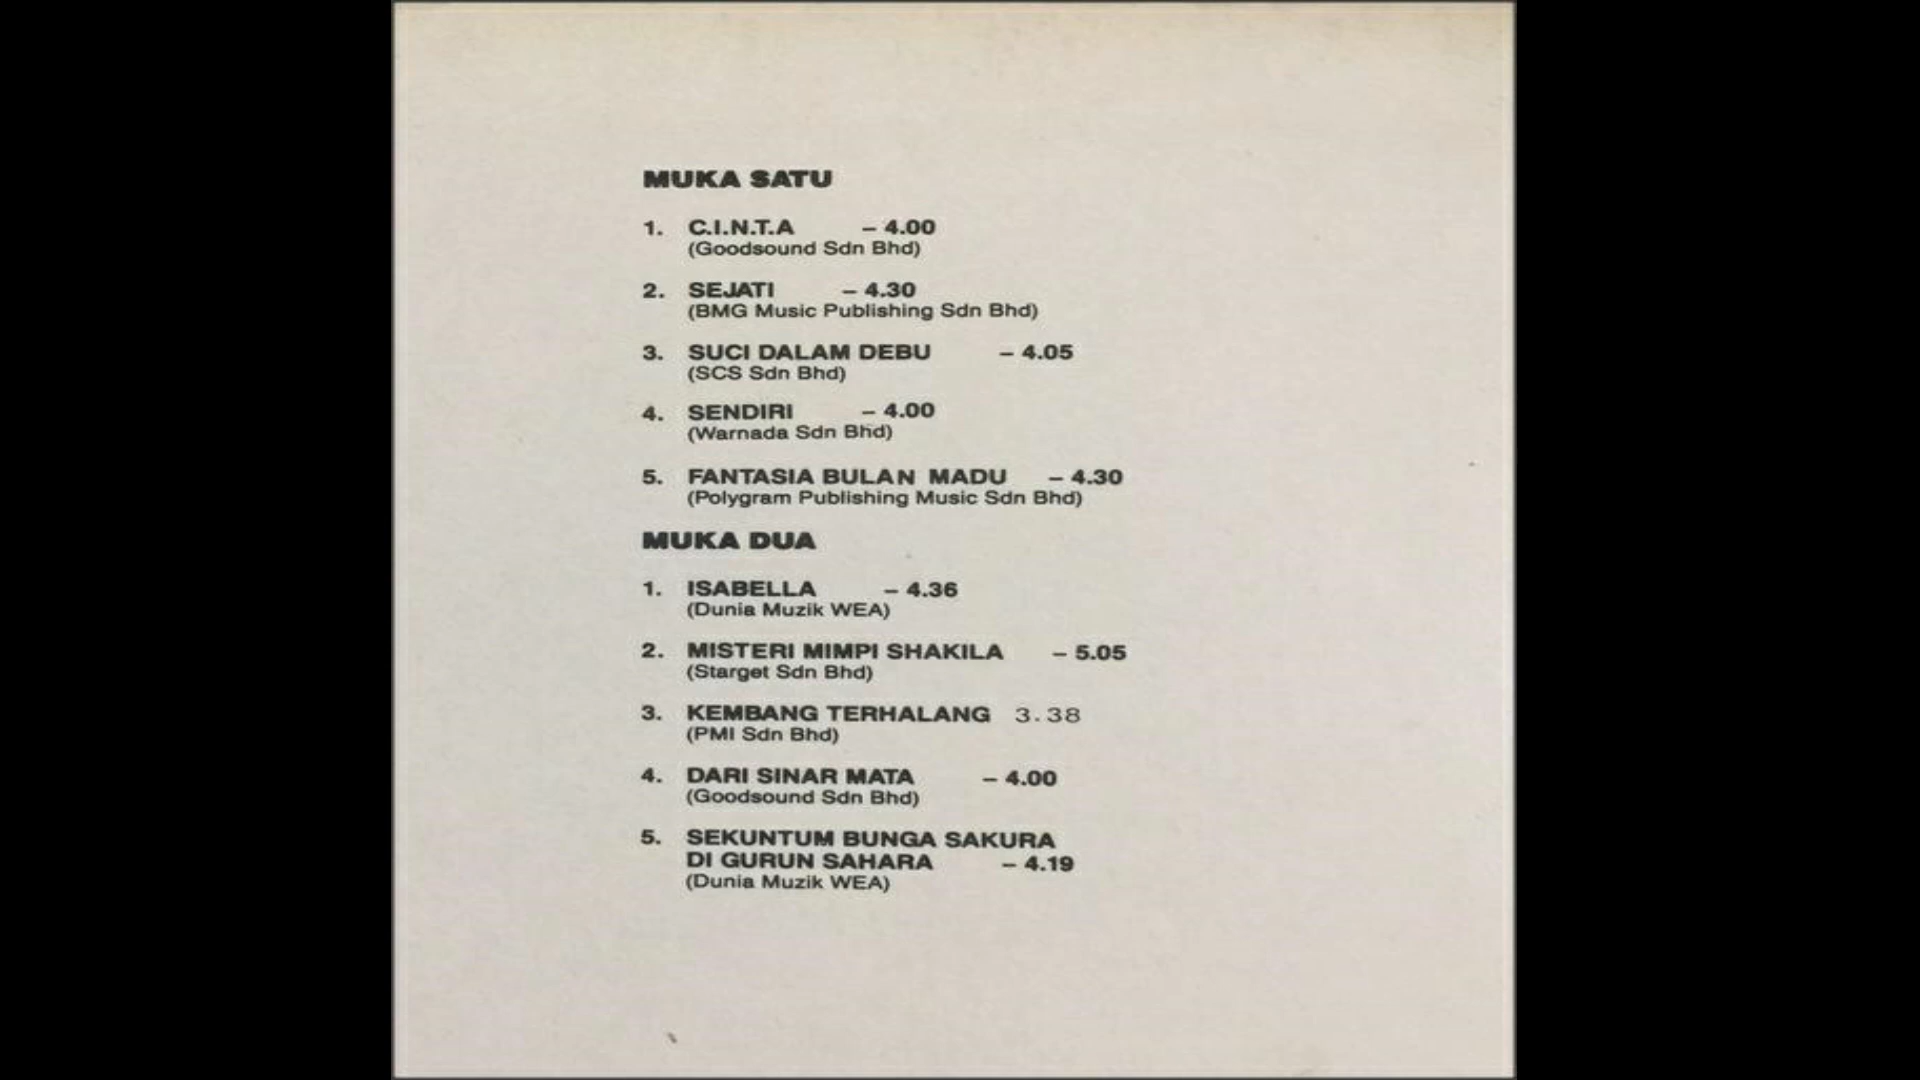 MUKA SATU
1. C.I.N.T.A – 4.00
(Goodsound Sdn Bhd)
2. SEJATI – 4.30
(BMG Music Publishing Sdn Bhd)
3. SUCI DALAM DEBU – 4.05
(SCS Sdn Bhd)
4. SENDIRI – 4.00
(Warnada Sdn Bhd)
5. FANTASIA BULAN MADU – 4.30
(Polygram Publishing Music Sdn Bhd)
MUKA DUA
1. ISABELLA – 4.36
(Dunia Muzik WEA)
2. MISTERI MIMPI SHAKILA – 5.05
(Starget Sdn Bhd)
3. KEMBANG TERHALANG 3.38
(PMI Sdn Bhd)
4. DARI SINAR MATA – 4.00
(Goodsound Sdn Bhd)
5. SEKUNTUM BUNGA SAKURA
DI GURUN SAHARA – 4.19
(Dunia Muzik WEA)